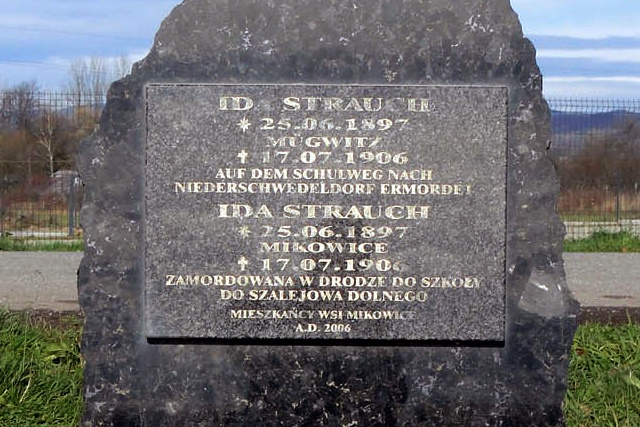 IDA STRAUCH
* 25.06.1897
MÜGWITZ
† 17.07.1906
AUF DEM SCHULWEG NACH
NIEDERSCHWEDELDORF ERMORDET
IDA STRAUCH
* 25.06.1897
MIKOWICE
† 17.07.1906
ZAMORDOWANA W DRODZE DO SZKOŁY
DO SZALEJOWA DOLNEGO
MIESZKAŃCY WSI MIKOWICE
A.D. 2006